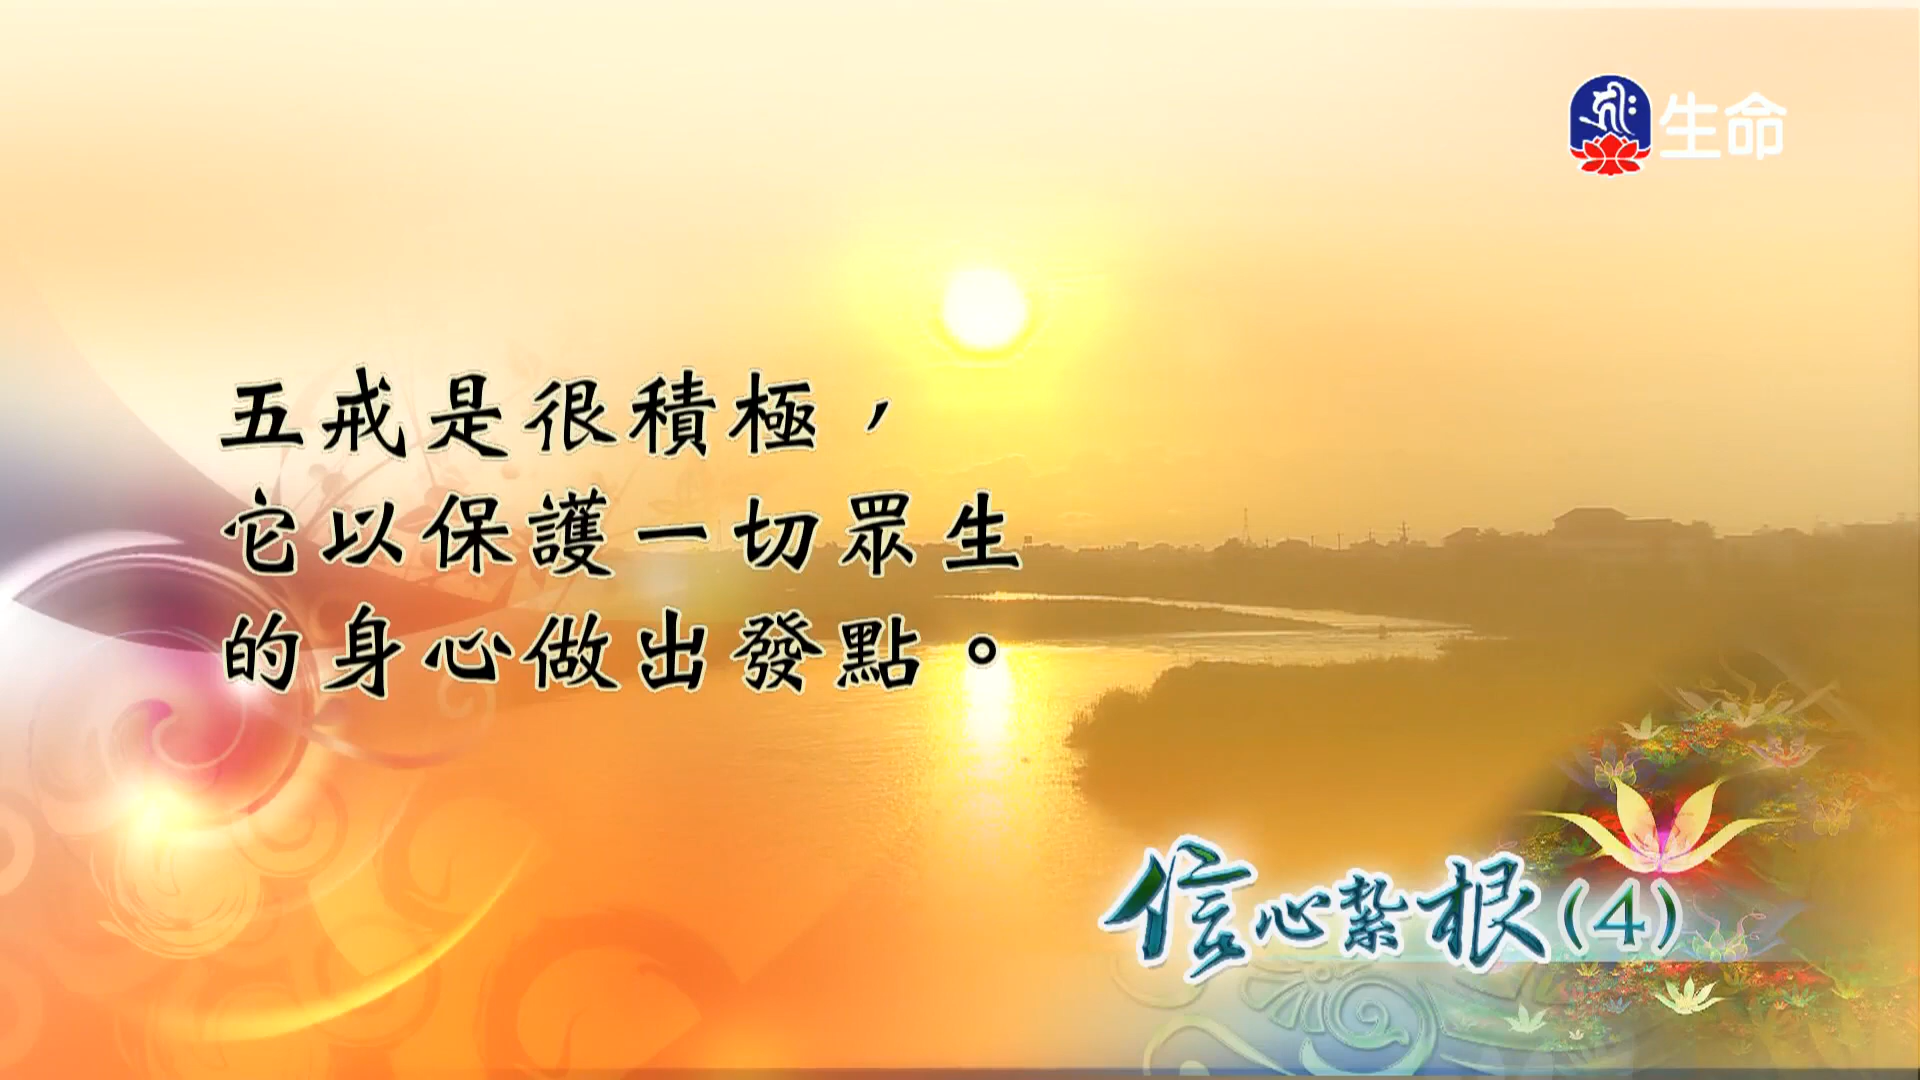 生命
五戒是很積極，
它以保護一切眾生
的身心做出發點。
信心紮根(4)